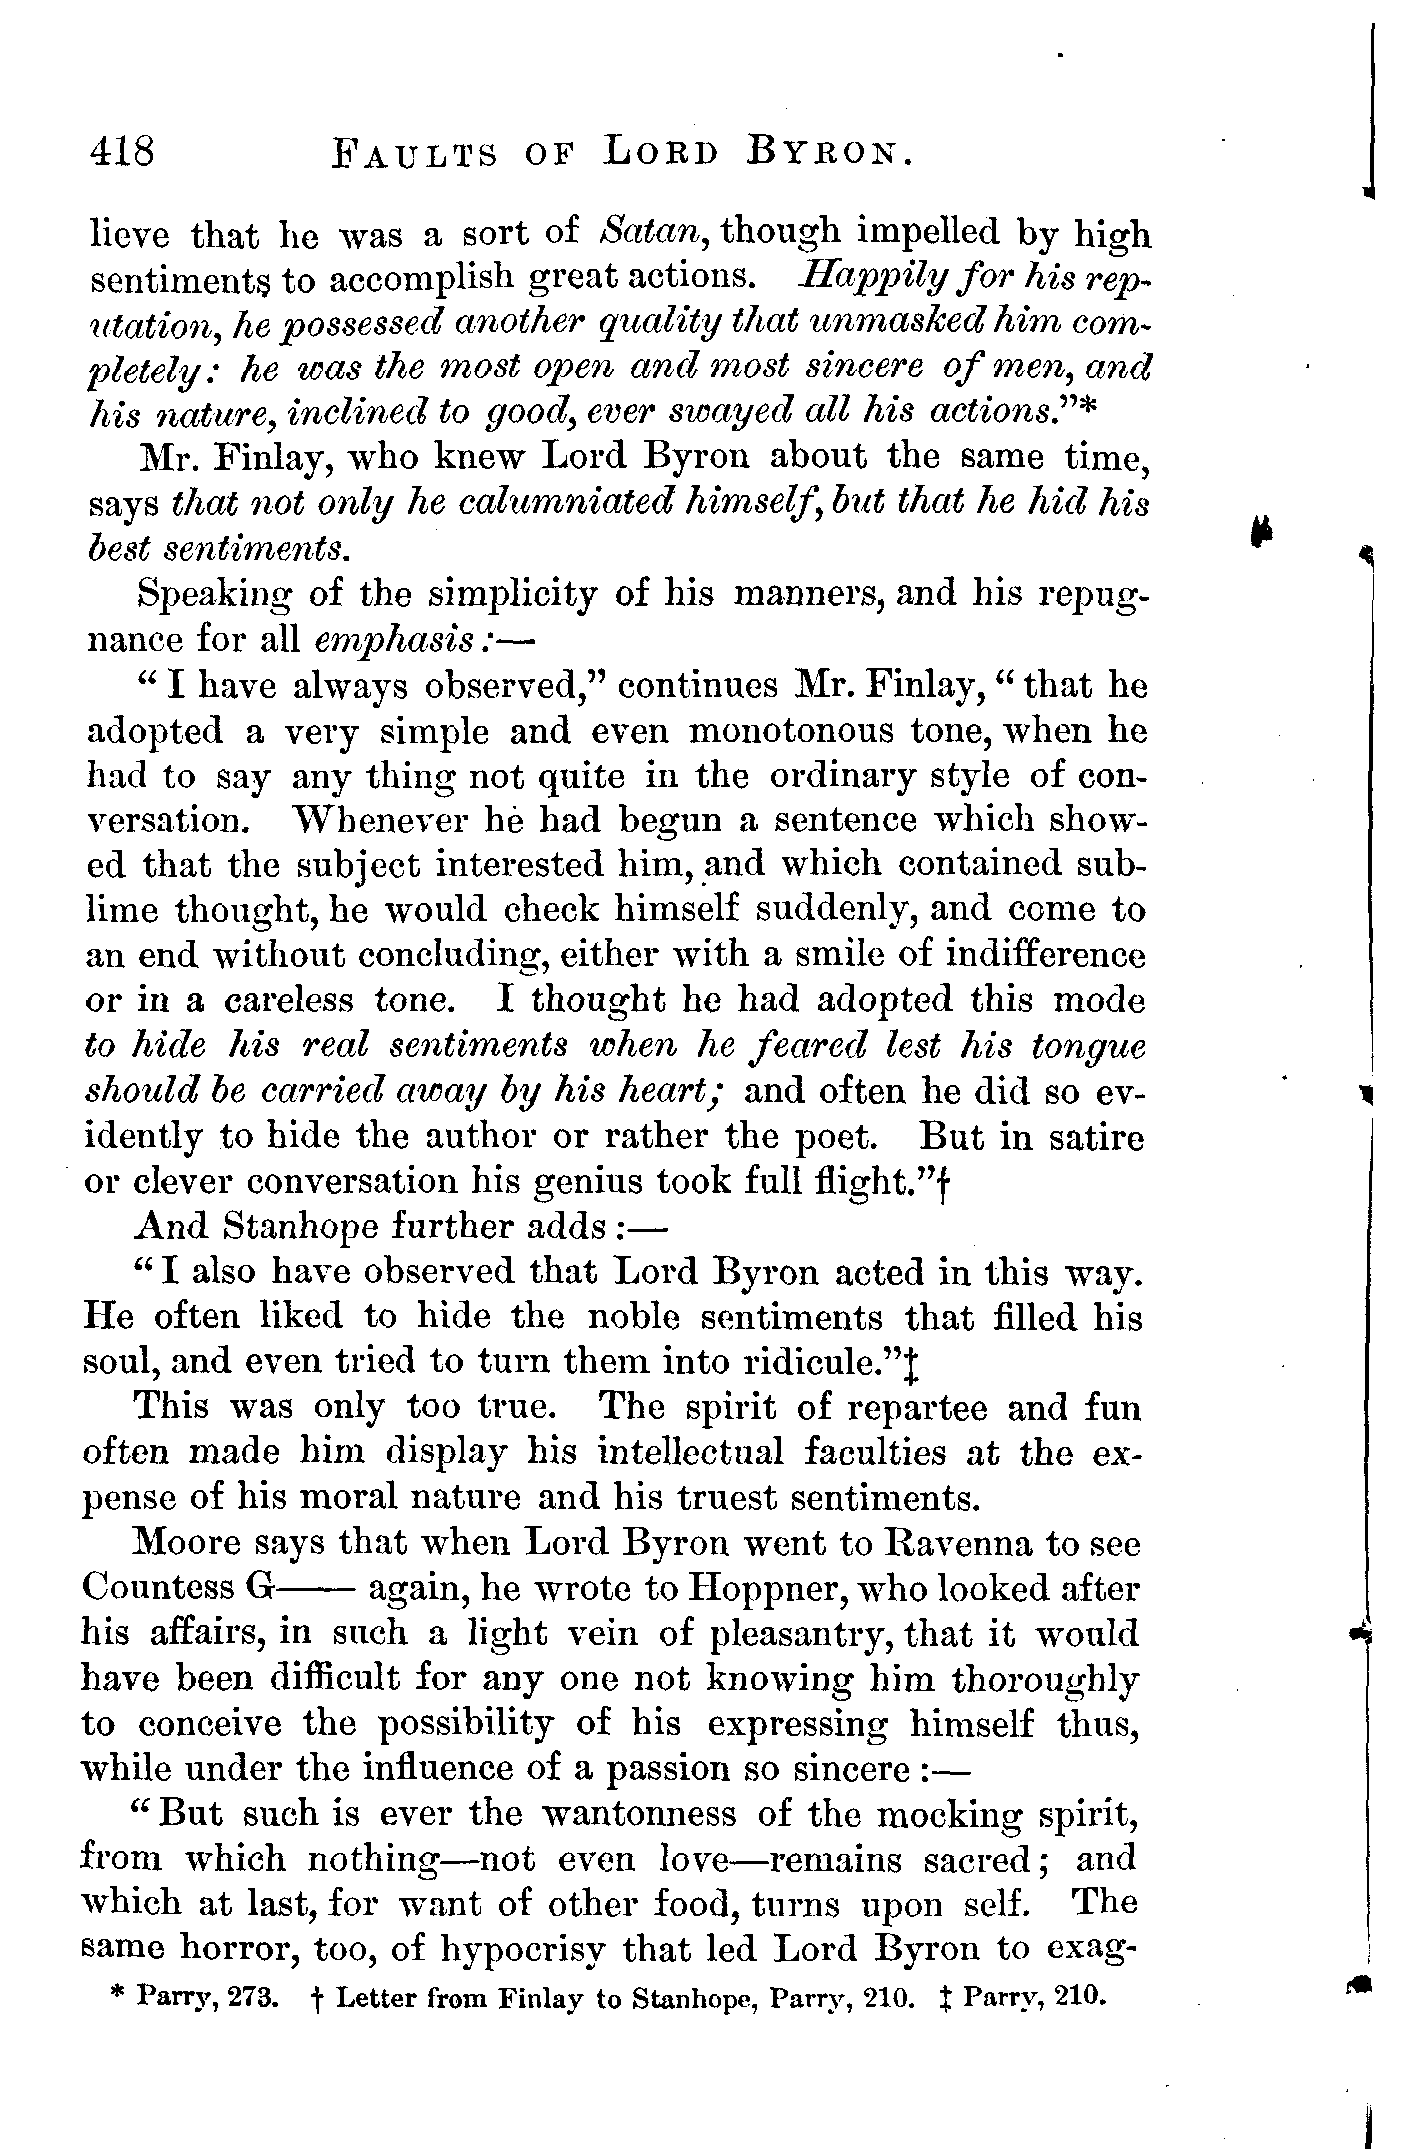 418 FAULTS OF LORD BYRON.
lieve that he was a sort of Satan, though impelled by high
sentiments to accomplish great actions. Happily for his rep-
utation, he possessed another quality that unmasked him com-
pletely: he was the most open and most sincere of men, and
his nature, inclined to good, ever swayed all his actions."*
Mr. Finlay, who knew Lord Byron about the same time,
says that not only he calumniated himself, but that he hid his
best sentiments.
Speaking of the simplicity of his manners, and his repug-
nance for all emphasis:—
"I have always observed," continues Mr. Finlay, "that he
adopted a very simple and even monotonous tone, when he
had to say any thing not quite in the ordinary style of con-
versation. Whenever he had begun a sentence which show-
ed that the subject interested him, and which contained sub-
lime thought, he would check himself suddenly, and come to
an end without concluding, either with a smile of indifference
or in a careless tone. I thought he had adopted this mode
to hide his real sentiments when he feared lest his tongue
should be carried away by his heart; and often he did so ev-
idently to hide the author or rather the poet. But in satire
or clever conversation his genius took full flight."†
And Stanhope further adds:—
"I also have observed that Lord Byron acted in this way.
He often liked to hide the noble sentiments that filled his
soul, and even tried to turn them into ridicule."‡
This was only too true. The spirit of repartee and fun
often made him display his intellectual faculties at the ex-
pense of his moral nature and his truest sentiments.
Moore says that when Lord Byron went to Ravenna to see
Countess G—— again, he wrote to Hoppner, who looked after
his affairs, in such a light vein of pleasantry, that it would
have been difficult for any one not knowing him thoroughly
to conceive the possibility of his expressing himself thus,
while under the influence of a passion so sincere:—
"But such is ever the wantonness of the mocking spirit,
from which nothing—not even love—remains sacred; and
which at last, for want of other food, turns upon self. The
same horror, too, of hypocrisy that led Lord Byron to exag-
* Parry, 273. † Letter from Finlay to Stanhope, Parry, 210. ‡ Parry, 210.